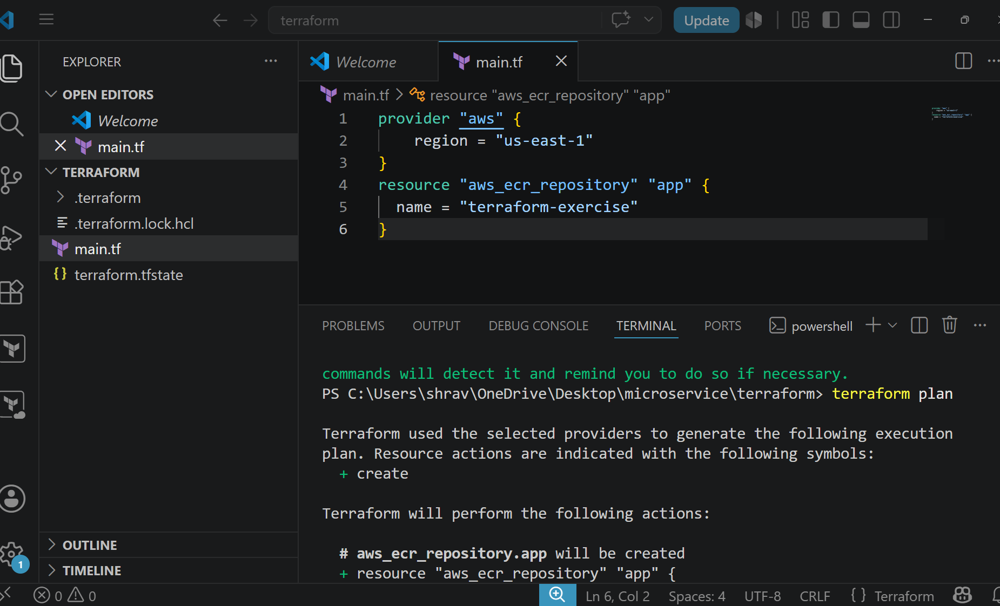 terraform
Update
EXPLORER
OPEN EDITORS
Welcome
main.tf
TERRAFORM
.terraform
.terraform.lock.hcl
main.tf
terraform.tfstate
OUTLINE
TIMELINE
1
Welcome
main.tf
main.tf > resource "aws_ecr_repository" "app"
1 provider "aws" {
2 region = "us-east-1"
3 }
4 resource "aws_ecr_repository" "app" {
5 name = "terraform-exercise"
6 }
PROBLEMS OUTPUT DEBUG CONSOLE TERMINAL PORTS powershell
commands will detect it and remind you to do so if necessary.
PS C:\Users\shrav\OneDrive\Desktop\microservice\terraform> terraform plan
Terraform used the selected providers to generate the following execution
plan. Resource actions are indicated with the following symbols:
+ create
Terraform will perform the following actions:
# aws_ecr_repository.app will be created
+ resource "aws_ecr_repository" "app" {
0 0 Ln 6, Col 2 Spaces: 4 UTF-8 CRLF { } Terraform